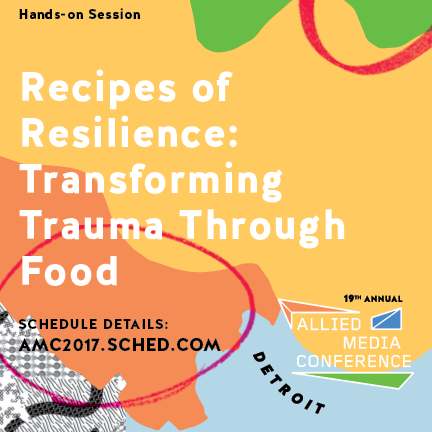 Hands-on Session
Recipes of
Resilience:
Transforming
Trauma Through
Food
SCHEDULE DETAILS:
AMC2017.SCHED.COM
19TH ANNUAL
ALLIED
MEDIA
CONFERENCE
DETROIT